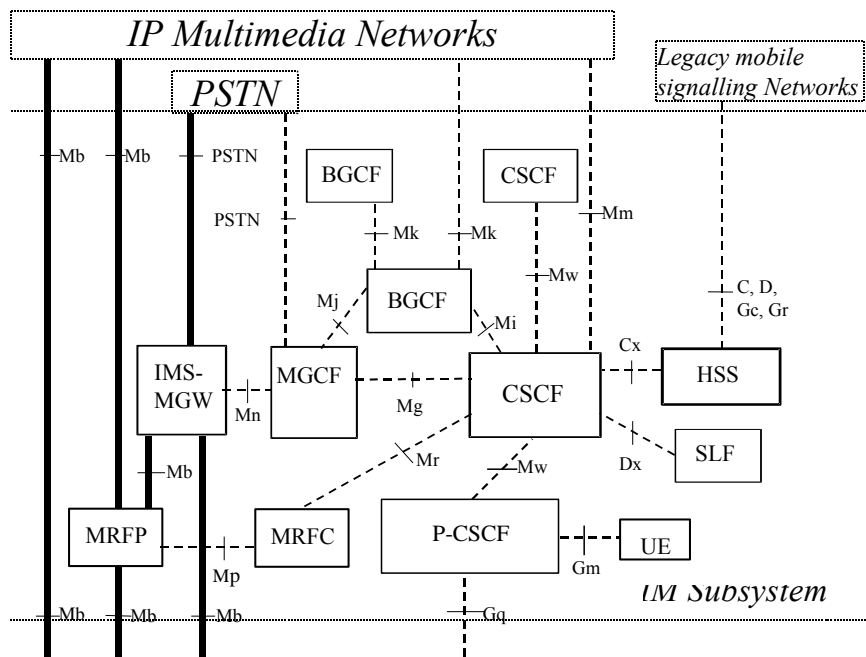 IP Multimedia Networks
Legacy mobile
signalling Networks
PSTN
Mb
Mb
PSTN
BGCF
CSCF
PSTN
Mk
Mk
Mm
Mw
C, D,
Gc, Gr
BGCF
Mj
Mi
Cx
IMS-
MGW
MGCF
CSCF
HSS
Mn
Mg
Mr
Dx
SLF
Mb
Mw
MRFP
MRFC
P-CSCF
UE
Mp
Gm
IM Subsystem
Mb
Mb
Mb
Gq